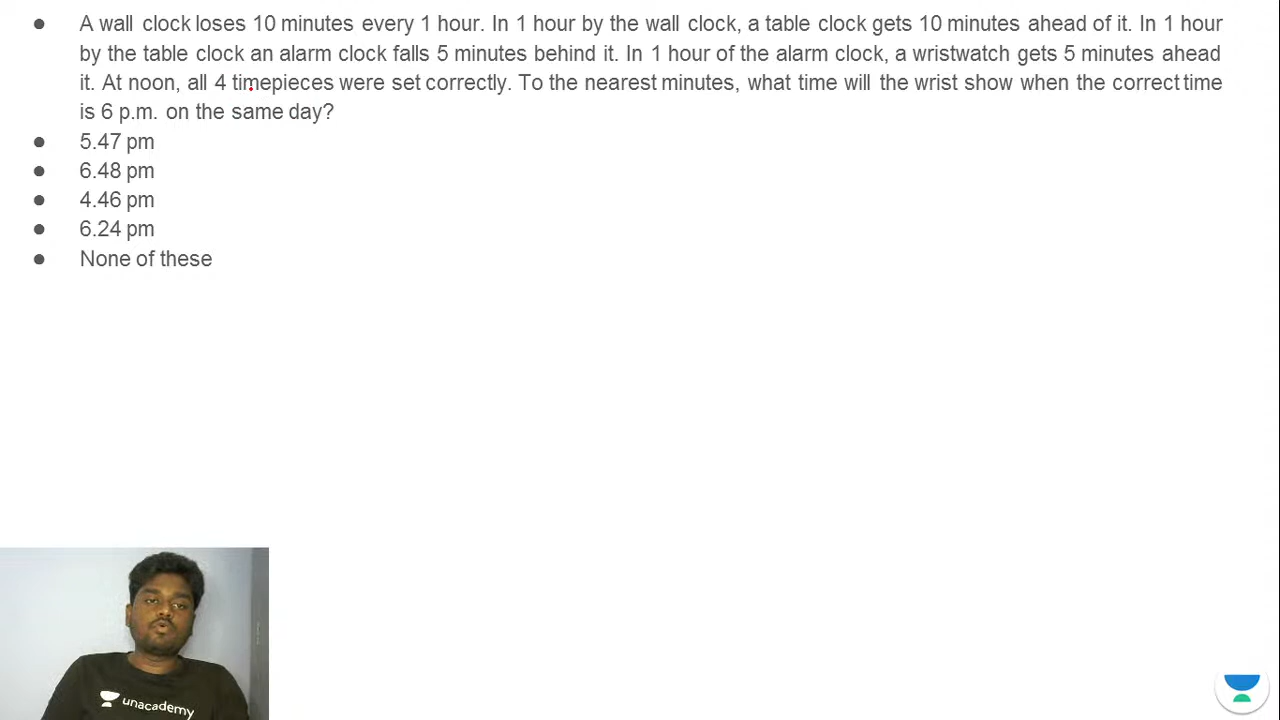 ● A wall clock loses 10 minutes every 1 hour. In 1 hour by the wall clock, a table clock gets 10 minutes ahead of it. In 1 hour
by the table clock an alarm clock falls 5 minutes behind it. In 1 hour of the alarm clock, a wristwatch gets 5 minutes ahead
it. At noon, all 4 timepieces were set correctly. To the nearest minutes, what time will the wrist show when the correct time
is 6 p.m. on the same day?
● 5.47 pm
● 6.48 pm
● 4.46 pm
● 6.24 pm
● None of these
unacademy